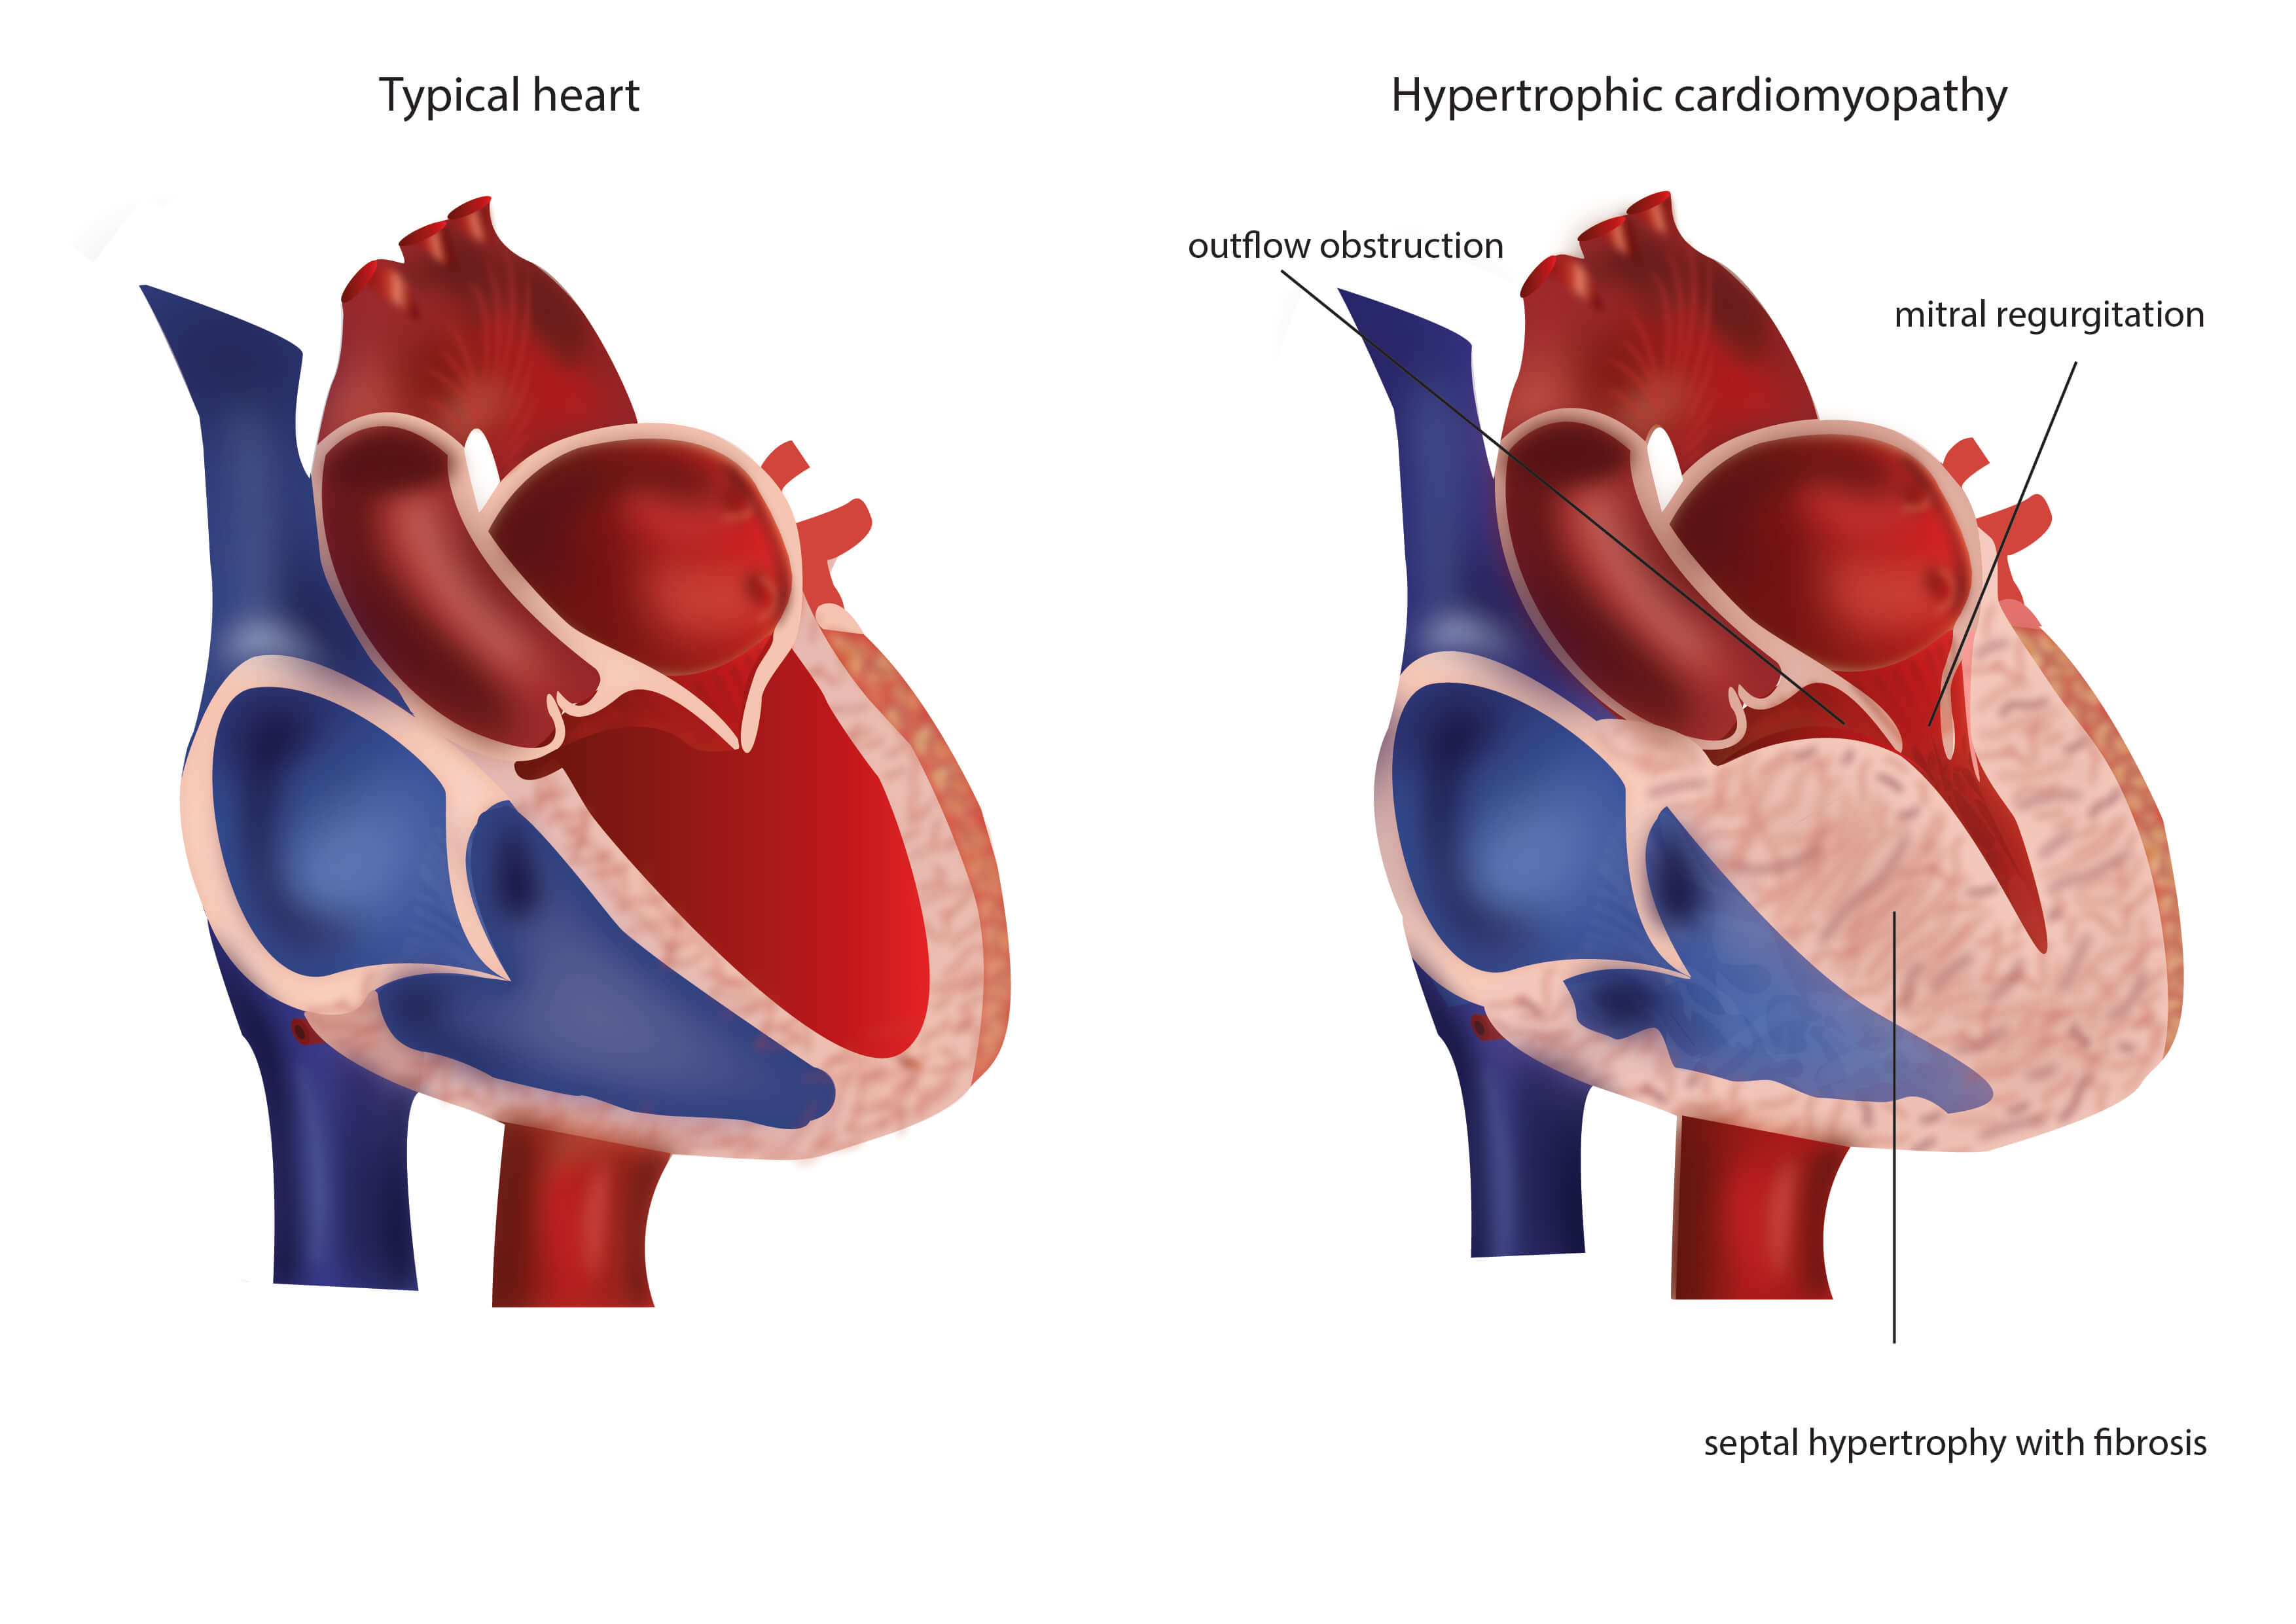 Typical heart
Hypertrophic cardiomyopathy
outflow obstruction
mitral regurgitation
septal hypertrophy with fibrosis